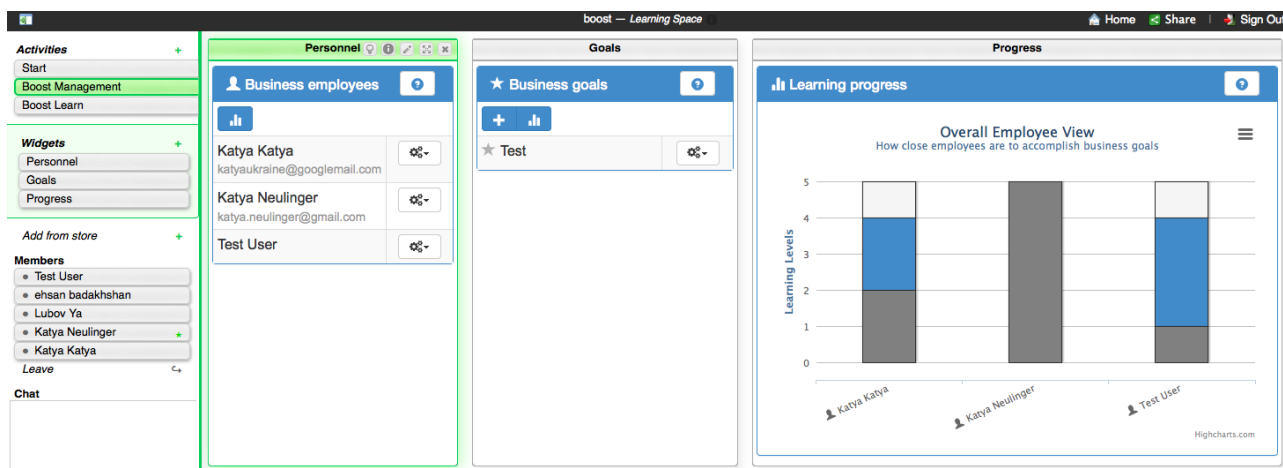 boost — Learning Space
Home Share Sign Out
Activities +
Start
Boost Management
Boost Learn
Widgets +
Personnel
Goals
Progress
Add from store +
Members
Test User
ehsan badakhshan
Lubov Ya
Katya Neulinger
Katya Katya
Leave
Chat
Personnel
Business employees
Katya Katya
katyaukraine@googlemail.com
Katya Neulinger
katya.neulinger@gmail.com
Test User
Goals
Business goals
Test
Progress
Learning progress
Overall Employee View
How close employees are to accomplish business goals
Learning Levels
5
4
3
2
1
0
Katya Katya
Katya Neulinger
Test User
Highcharts.com